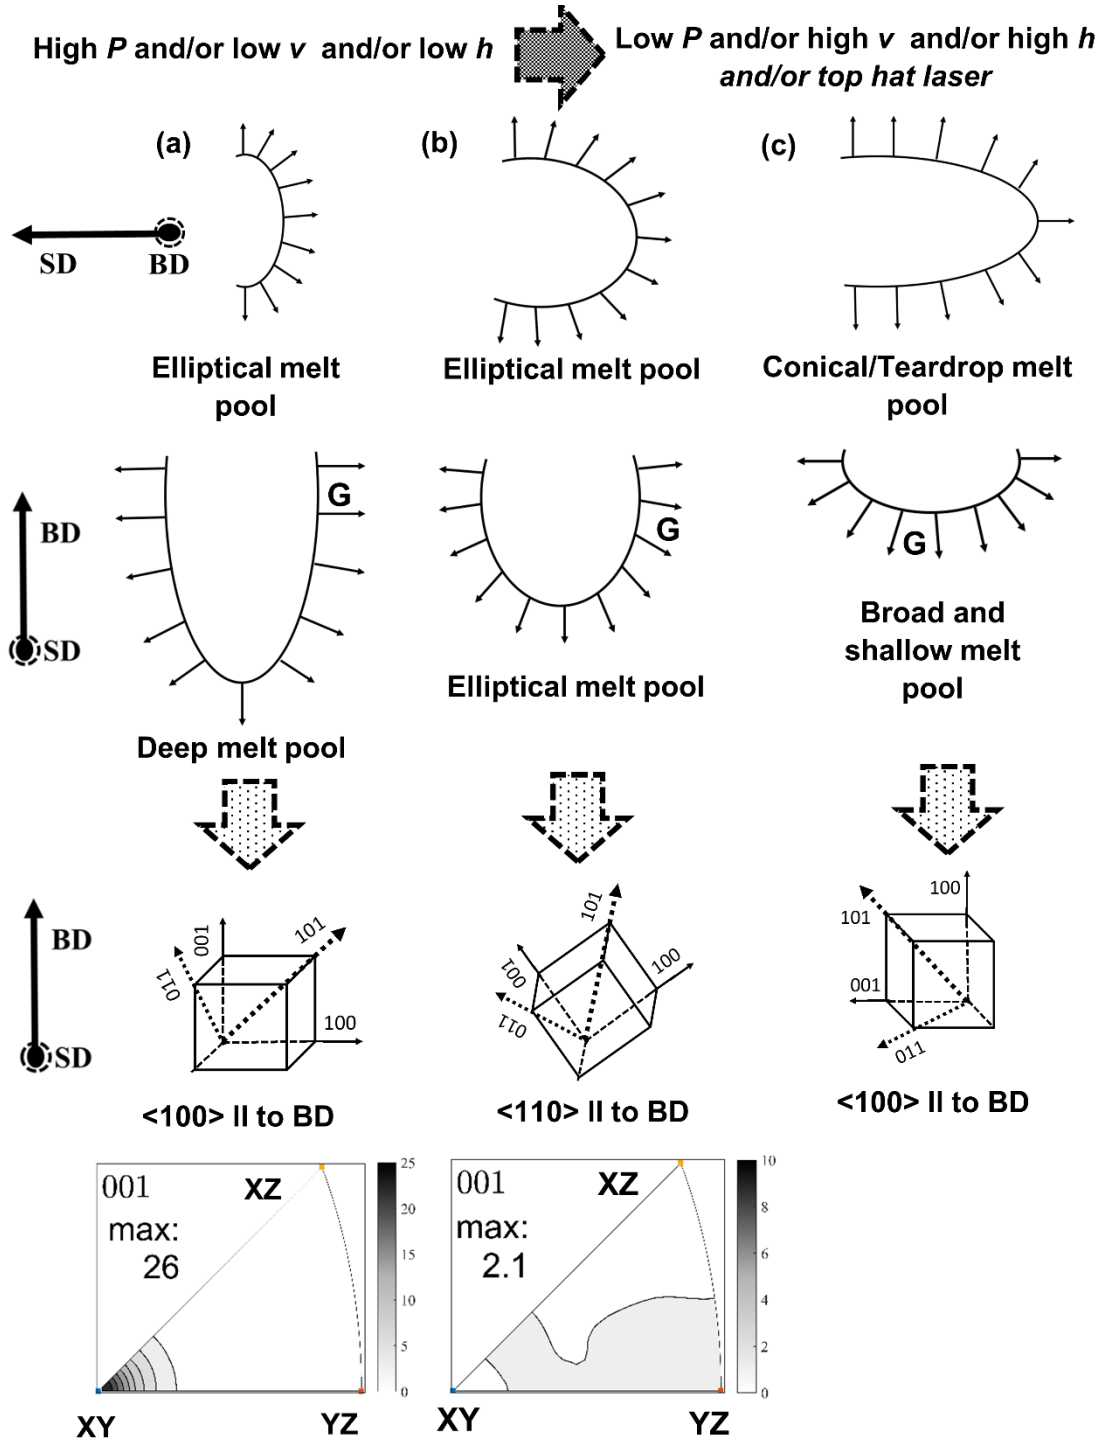 High P and/or low v and/or low h
Low P and/or high v and/or high h
and/or top hat laser
(a)
(b)
(c)
SD
BD
Elliptical melt
pool
Elliptical melt pool
Conical/Teardrop melt
pool
BD
SD
G
G
G
Deep melt pool
Elliptical melt pool
Broad and
shallow melt
pool
BD
SD
011
001
101
100
001
011
101
100
100
101
001
011
<100> II to BD
<110> II to BD
<100> II to BD
001
max:
26
XZ
XY
YZ
25
20
15
10
5
0
001
max:
2.1
XZ
XY
YZ
10
8
6
4
2
0